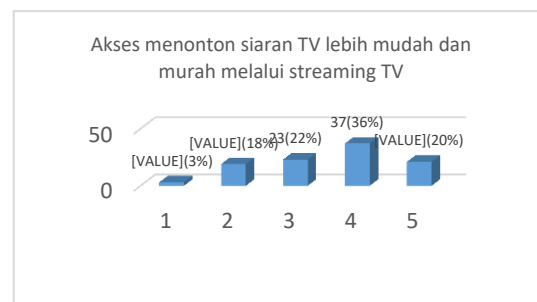 Akses menonton siaran TV lebih mudah dan
murah melalui streaming TV
50
0
[VALUE](3%)
[VALUE](18%)
23(22%)
37(36%)
[VALUE](20%)
1 2 3 4 5